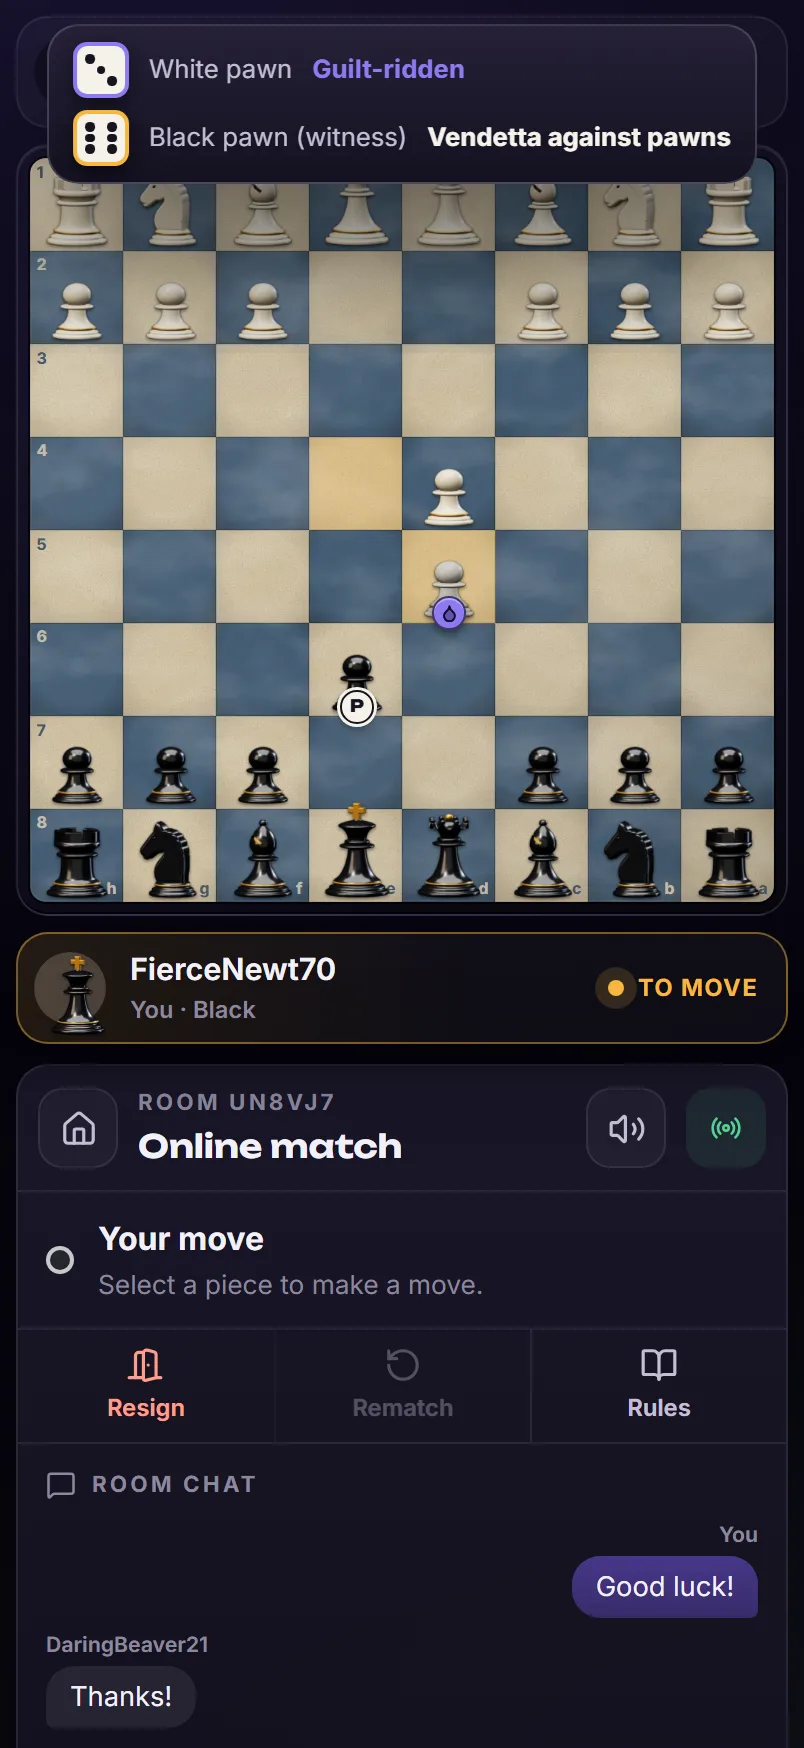 White pawn Guilt-ridden
Black pawn (witness) Vendetta against pawns
1
2
3
4
5
6
P
7
8
h g f e d c b a
FierceNewt70
TO MOVE
You · Black
ROOM UN8VJ7
Online match
Your move
Select a piece to make a move.
Resign Rematch Rules
ROOM CHAT
You
Good luck!
DaringBeaver21
Thanks!